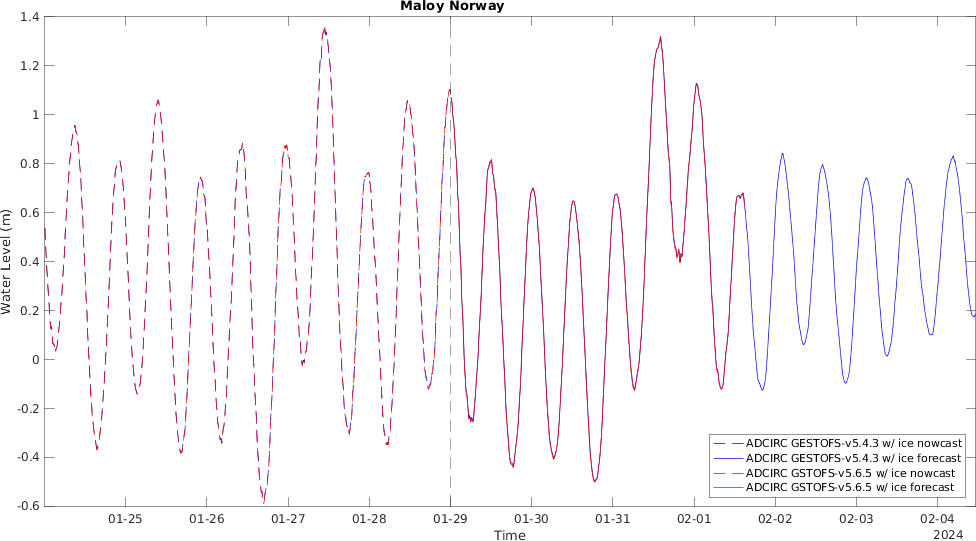 Maloy Norway
1.4
1.2
1
0.8
0.6
0.4
0.2
0
-0.2
-0.4
-0.6
Water Level (m)
ADCIRC GESTOFS-v5.4.3 w/ ice nowcast
ADCIRC GESTOFS-v5.4.3 w/ ice forecast
ADCIRC GSTOFS-v5.6.5 w/ ice nowcast
ADCIRC GSTOFS-v5.6.5 w/ ice forecast
01-25 01-26 01-27 01-28 01-29 01-30 01-31 02-01 02-02 02-03 02-04
Time
2024